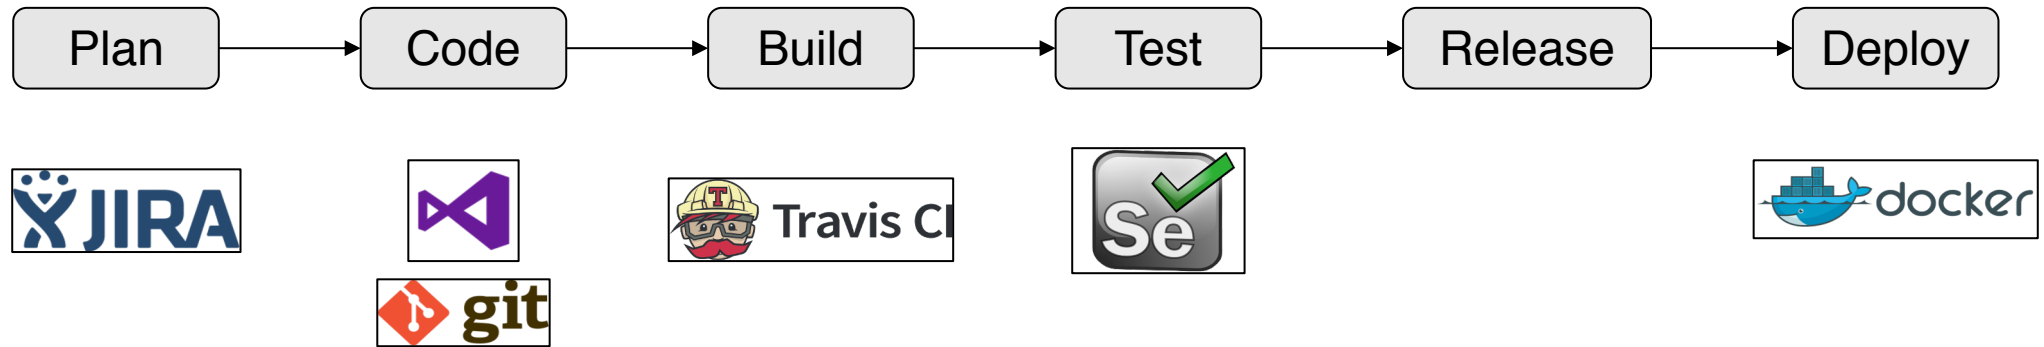 Plan
Code
Build
Test
Release
Deploy
JIRA
T
Travis CI
Se
docker
git